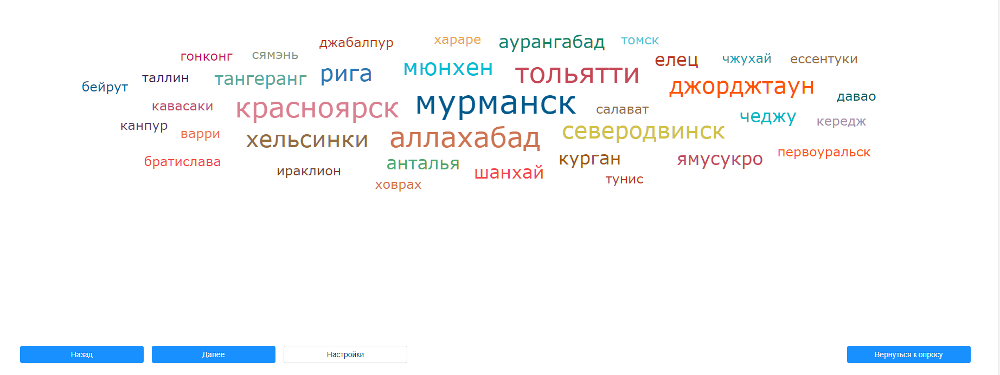 джабалпур
хараре
аурангабад
томск
гонконг
сямэнь
мюнхен
тольятти
елец
чжухай
ессентуки
бейрут
таллин
тангеранг
рига
джорджтаун
давао
кавасаки
красноярск
мурманск
салават
чеджу
кередж
канпур
варри
хельсинки
аллахабад
северодвинск
первоуральск
братислава
ираклион
анталья
шанхай
курган
ямусукро
ховрах
тунис
Назад
Далее
Настройки
Вернуться к опросу